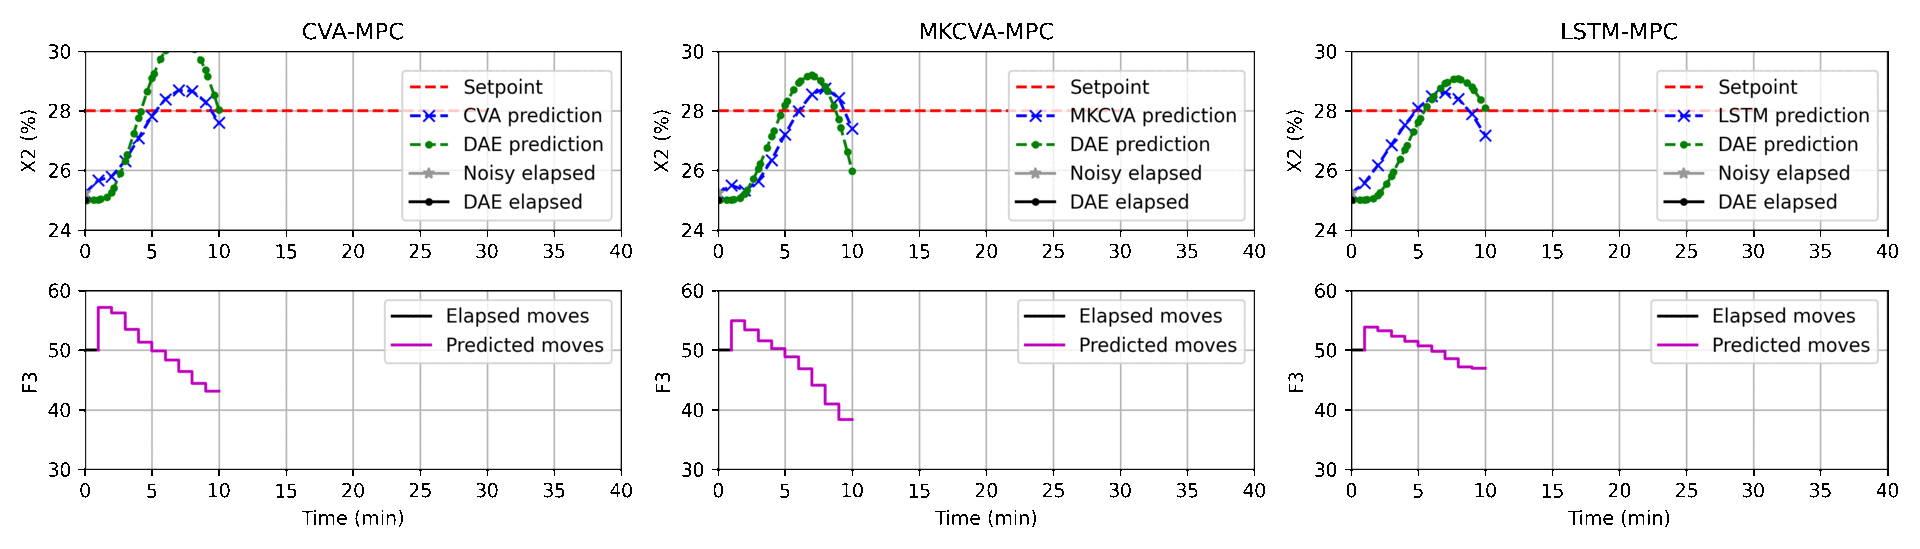 CVA-MPC
30
28
26
24
X2 (%)
Setpoint
CVA prediction
DAE prediction
Noisy elapsed
DAE elapsed
0 5 10 15 20 25 30 35 40
MKCVA-MPC
30
28
26
24
X2 (%)
Setpoint
MKCVA prediction
DAE prediction
Noisy elapsed
DAE elapsed
0 5 10 15 20 25 30 35 40
LSTM-MPC
30
28
26
24
X2 (%)
Setpoint
LSTM prediction
DAE prediction
Noisy elapsed
DAE elapsed
0 5 10 15 20 25 30 35 40
60
50
40
30
F3
Elapsed moves
Predicted moves
0 5 10 15 20 25 30 35 40
Time (min)
60
50
40
30
F3
Elapsed moves
Predicted moves
0 5 10 15 20 25 30 35 40
Time (min)
60
50
40
30
F3
Elapsed moves
Predicted moves
0 5 10 15 20 25 30 35 40
Time (min)